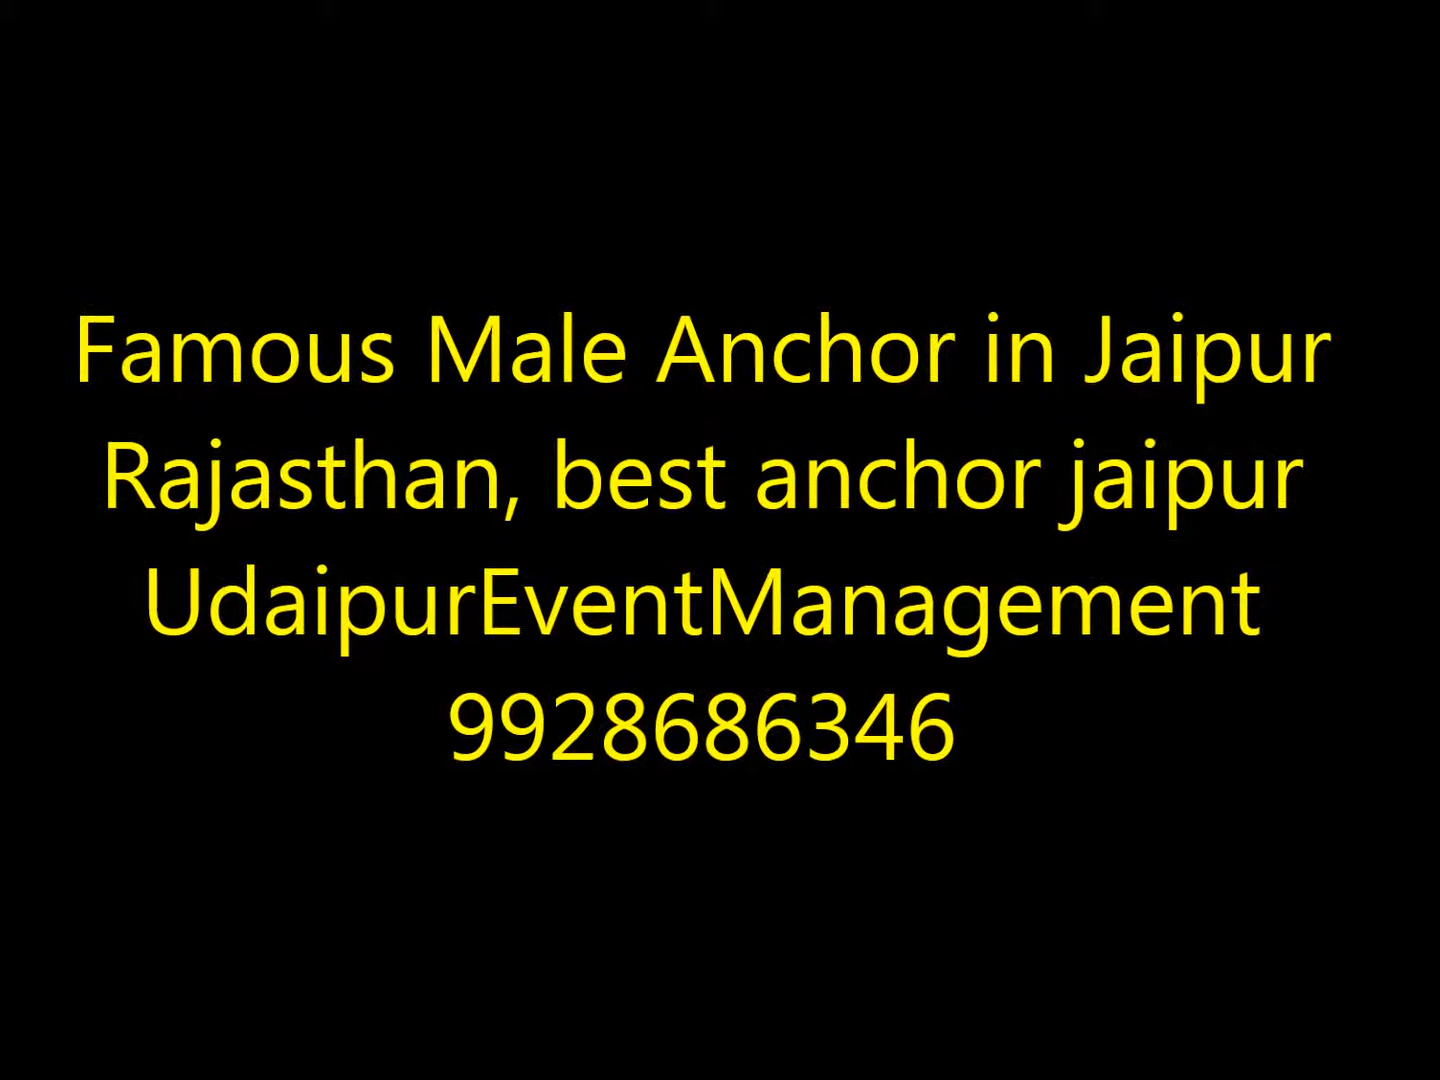 Famous Male Anchor in Jaipur
Rajasthan, best anchor jaipur
UdaipurEventManagement
9928686346